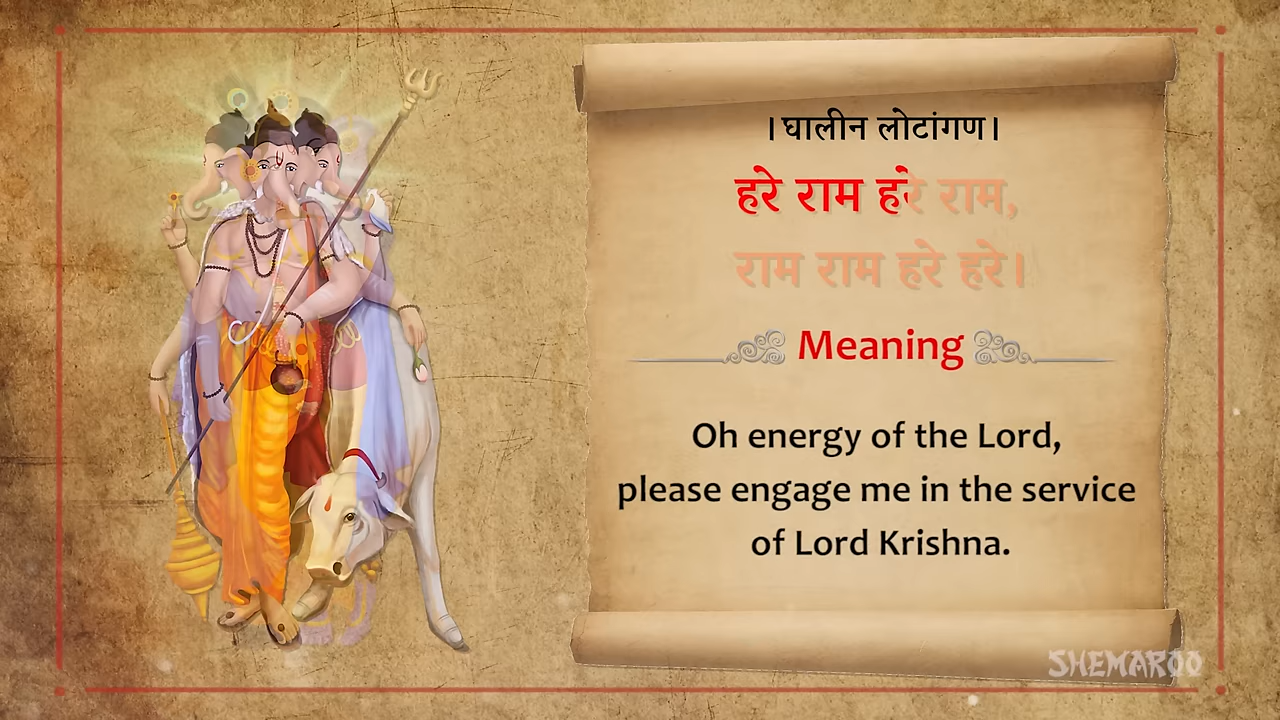 । घालीन लोटांगण।
हरे राम हरे राम,
राम राम हरे हरे।
Meaning
Oh energy of the Lord,
please engage me in the service
of Lord Krishna.
SHEMAROO